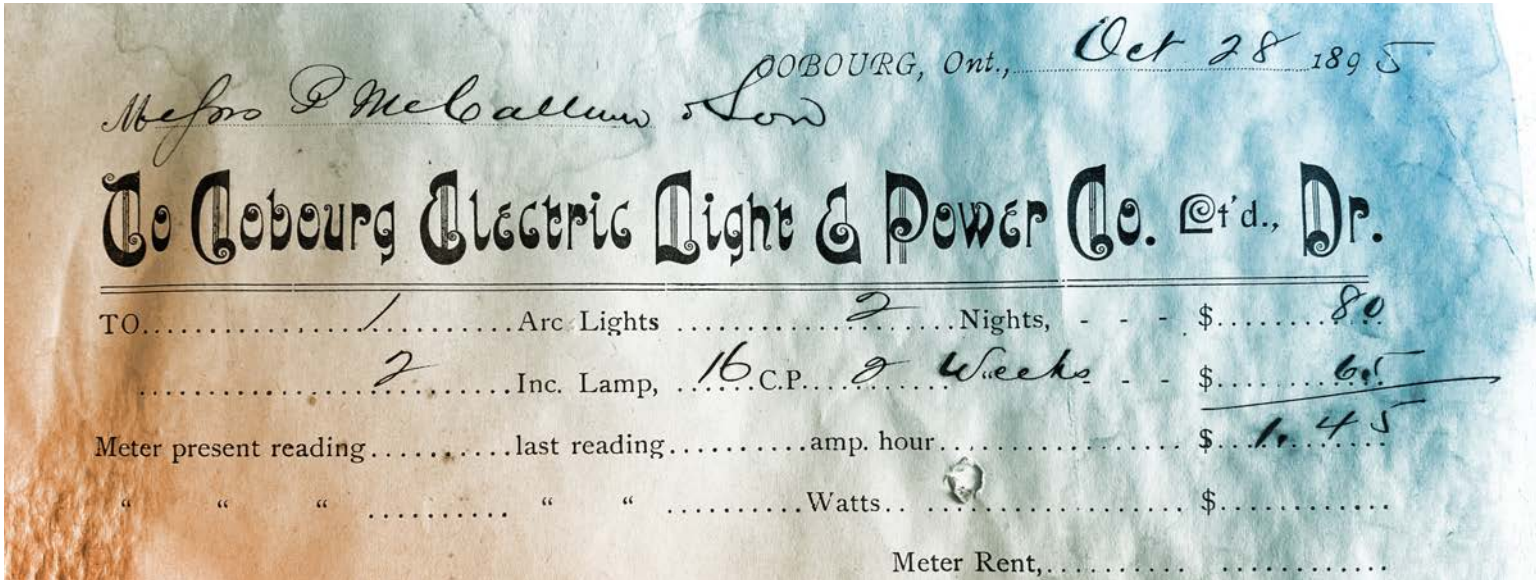 COBOURG, Ont., Oct 28 1895
Messrs P McCallum & Son
To Cobourg Electric Light & Power Co. Lt'd., Dr.
TO 1 Arc Lights 2 Nights, - - - $ 80
2 Inc. Lamp, 16 C.P. 2 Weeks - - $ 65
Meter present reading last reading amp. hour $ 1.45
“ “ “ “ “ Watts $
Meter Rent,